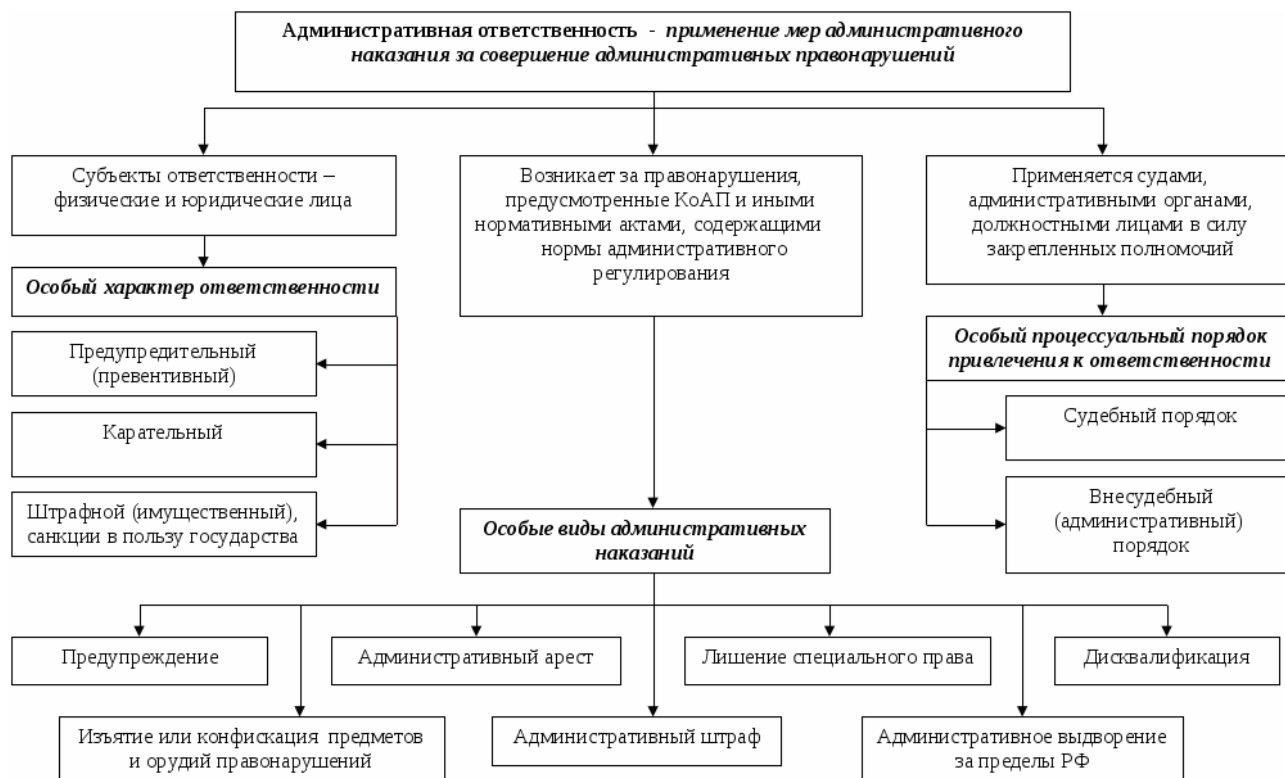 Административная ответственность - применение мер административного
наказания за совершение административных правонарушений
Субъекты ответственности –
физические и юридические лица
Возникает за правонарушения,
предусмотренные КоАП и иными
нормативными актами, содержащими
нормы административного
регулирования
Применяется судами,
административными органами,
должностными лицами в силу
закрепленных полномочий
Особый характер ответственности
Предупредительный
(превентивный)
Карательный
Штрафной (имущественный),
санкции в пользу государства
Особый процессуальный порядок
привлечения к ответственности
Судебный порядок
Внесудебный
(административный)
порядок
Особые виды административных
наказаний
Предупреждение
Административный арест
Лишение специального права
Дисквалификация
Изъятие или конфискация предметов
и орудий правонарушений
Административный штраф
Административное выдворение
за пределы РФ